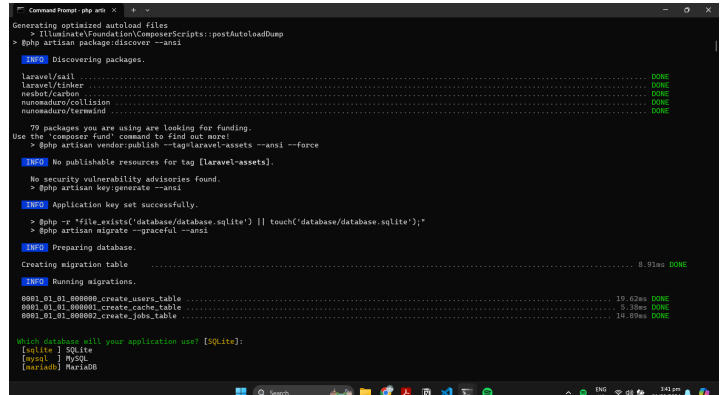 Command Prompt - php artis
Generating optimized autoload files
> Illuminate\Foundation\ComposerScripts::postAutoloadDump
> @php artisan package:discover --ansi
INFO Discovering packages.
laravel/sail ........ DONE
laravel/tinker ........ DONE
nesbot/carbon ........ DONE
nunomaduro/collision ........ DONE
nunomaduro/termwind ........ DONE
79 packages you are using are looking for funding.
Use the `composer fund` command to find out more!
> @php artisan vendor:publish --tag=laravel-assets --ansi --force
INFO No publishable resources for tag [laravel-assets].
No security vulnerability advisories found.
> @php artisan key:generate --ansi
INFO Application key set successfully.
> @php -r "file_exists('database/database.sqlite') || touch('database/database.sqlite');"
> @php artisan migrate --graceful --ansi
INFO Preparing database.
Creating migration table ........ 8.91ms DONE
INFO Running migrations.
0001_01_01_000000_create_users_table ........ 19.62ms DONE
0001_01_01_000001_create_cache_table ........ 5.38ms DONE
0001_01_01_000002_create_jobs_table ........ 14.89ms DONE
Which database will your application use? [SQLite]:
[sqlite ] SQLite
[mysql  ] MySQL
[mariadb] MariaDB
Search
ENG
3:41 pm